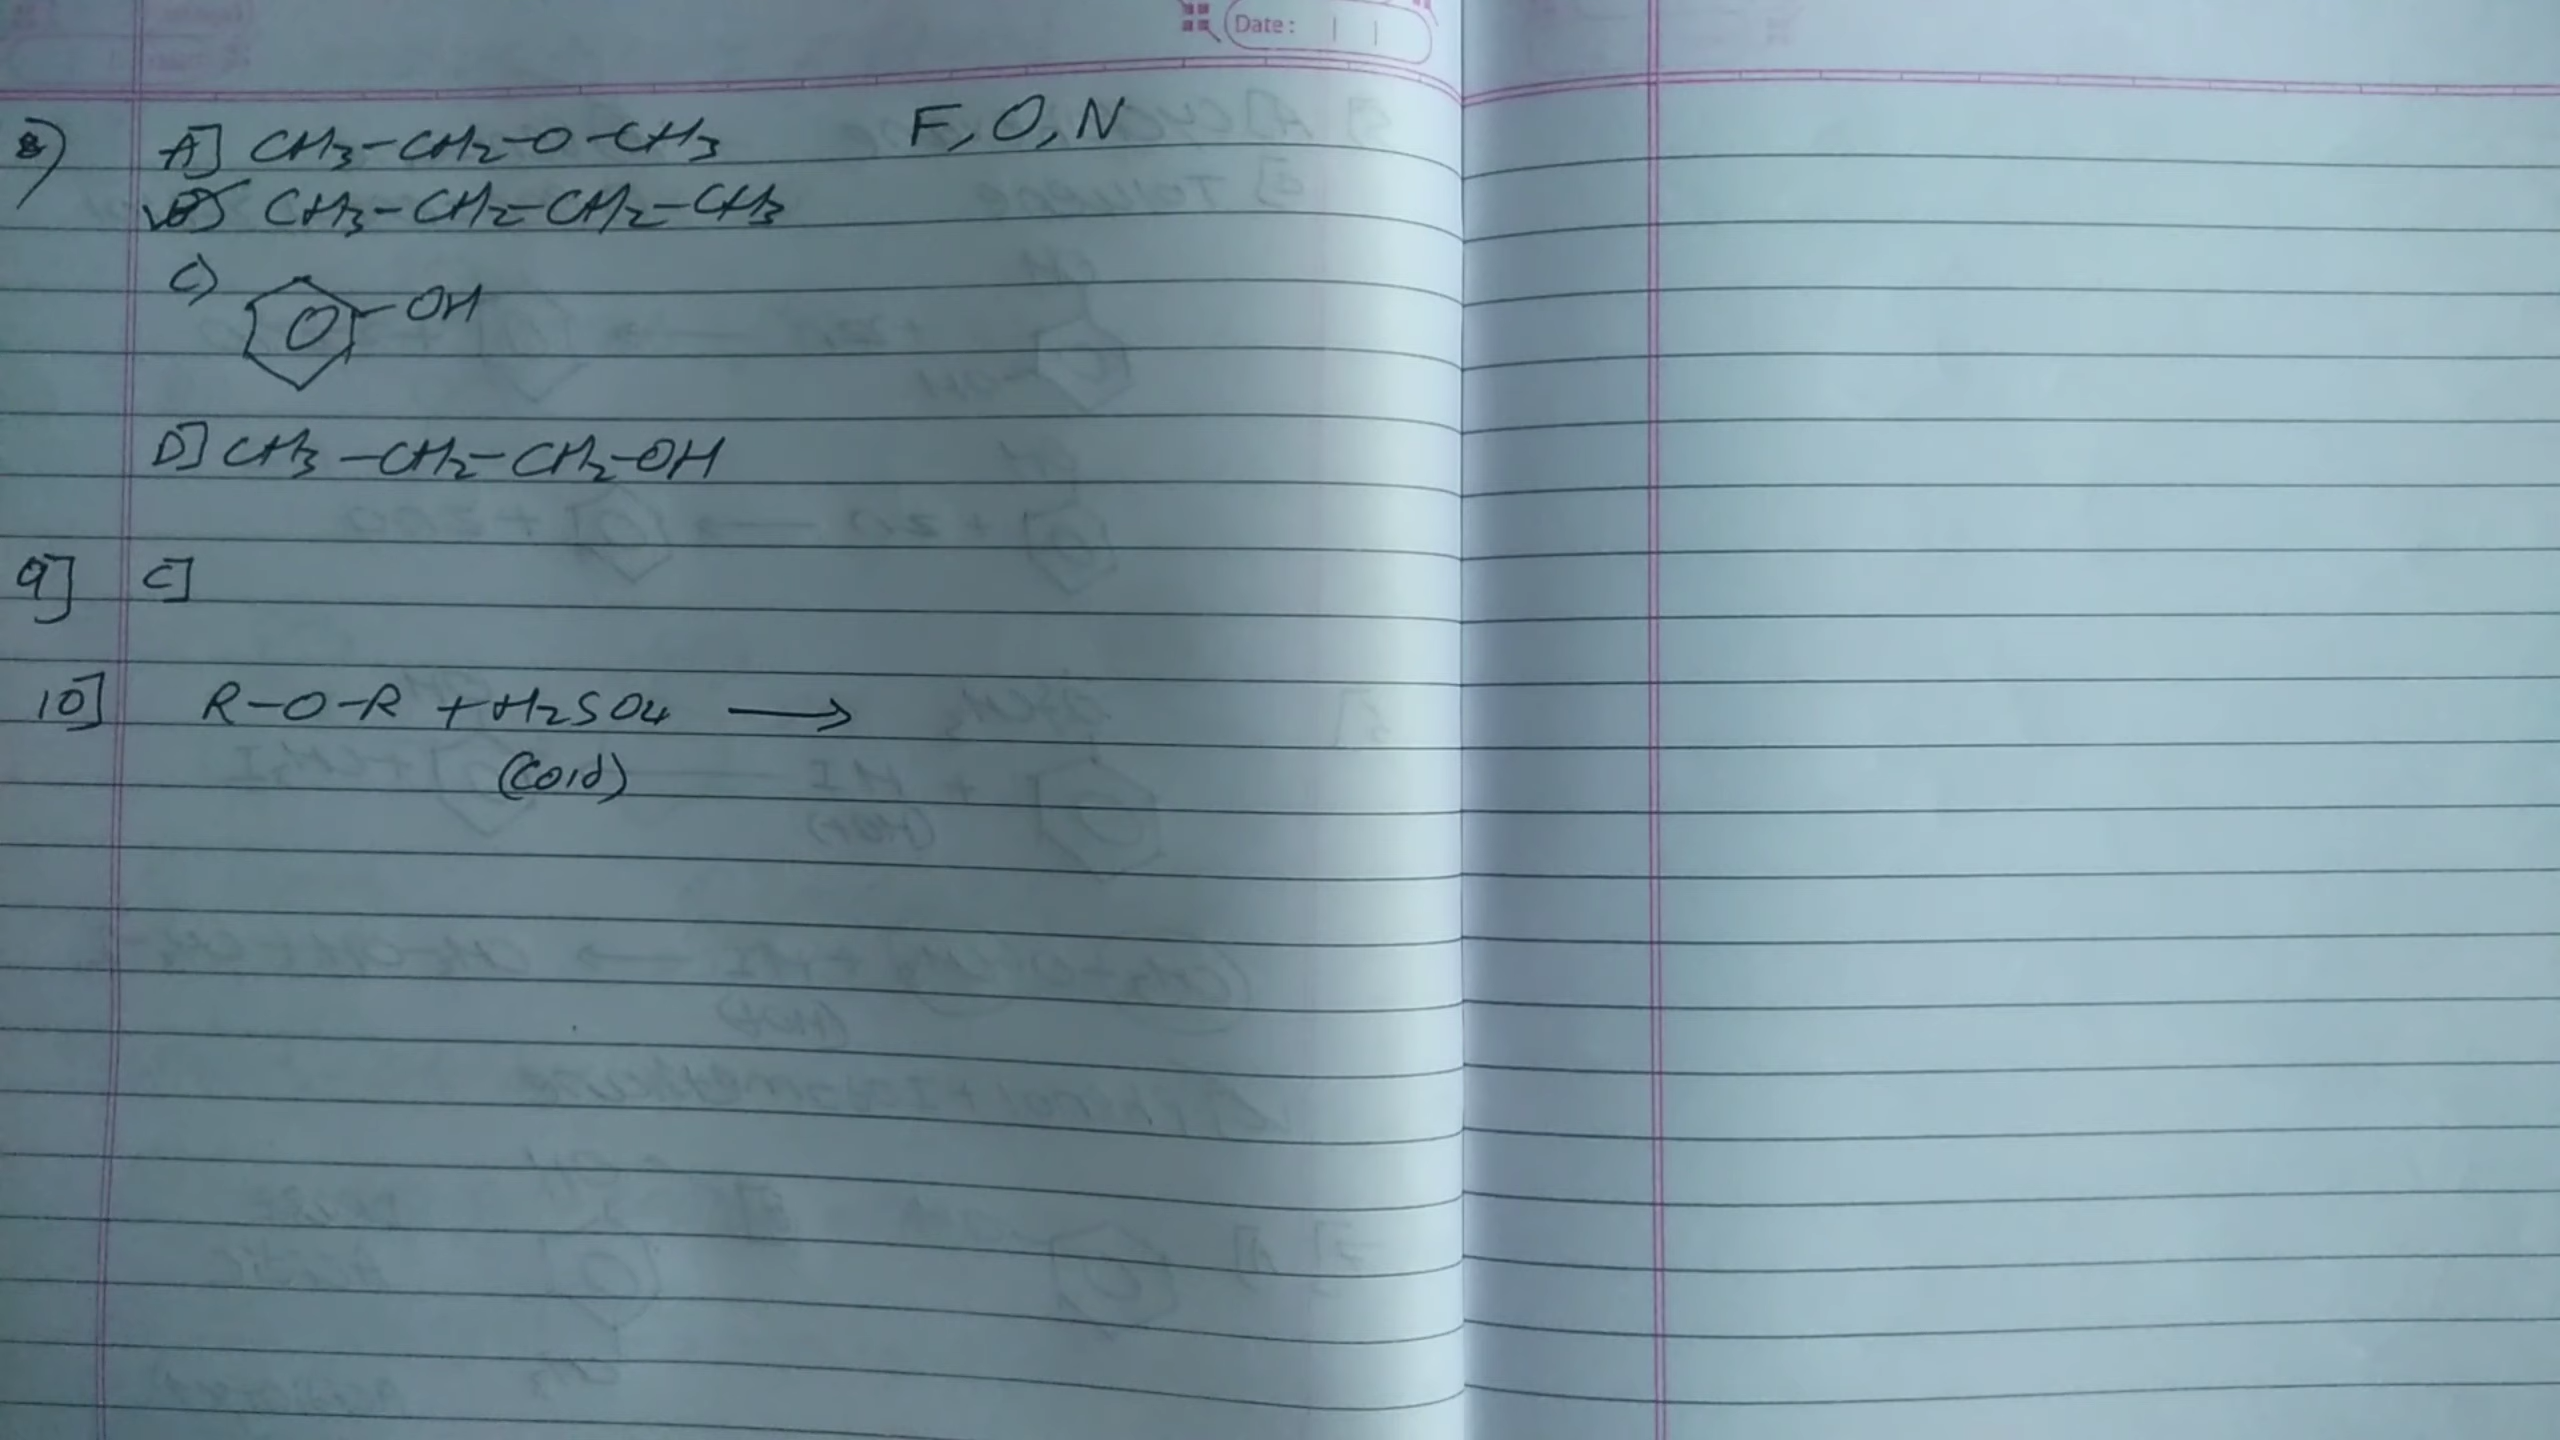 Date:
8) A] CH3-CH2-O-CH3 F, O, N
B] CH3-CH2-CH2-CH3
C) -OH
D] CH3-CH2-CH2-OH
9] C]
10] R-O-R + H2SO4 →
(Cold)